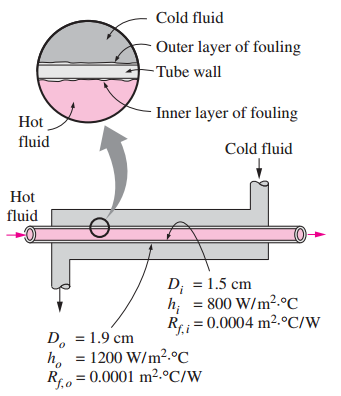 Cold fluid
Outer layer of fouling
Tube wall
Inner layer of fouling
Hot
fluid
Cold fluid
Hot
fluid
D_i = 1.5 cm
h_i = 800 W/m²·°C
R_f,i = 0.0004 m²·°C/W
D_o = 1.9 cm
h_o = 1200 W/m²·°C
R_f,o = 0.0001 m²·°C/W